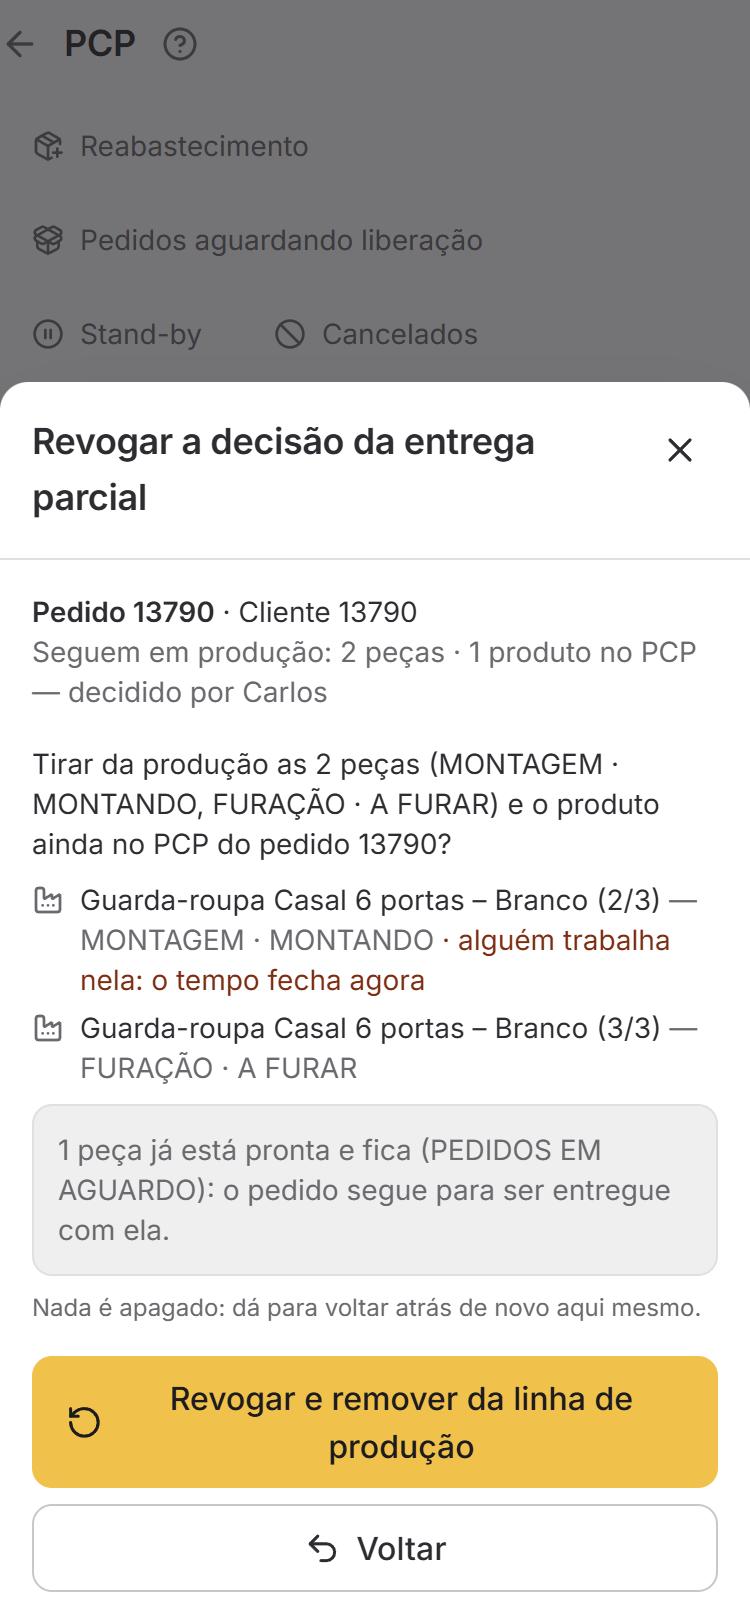 PCP
Reabastecimento
Pedidos aguardando liberação
Stand-by Cancelados
Revogar a decisão da entrega
parcial
Pedido 13790 · Cliente 13790
Seguem em produção: 2 peças · 1 produto no PCP
— decidido por Carlos
Tirar da produção as 2 peças (MONTAGEM ·
MONTANDO, FURAÇÃO · A FURAR) e o produto
ainda no PCP do pedido 13790?
Guarda-roupa Casal 6 portas – Branco (2/3) —
MONTAGEM · MONTANDO · alguém trabalha
nela: o tempo fecha agora
Guarda-roupa Casal 6 portas – Branco (3/3) —
FURAÇÃO · A FURAR
1 peça já está pronta e fica (PEDIDOS EM
AGUARDO): o pedido segue para ser entregue
com ela.
Nada é apagado: dá para voltar atrás de novo aqui mesmo.
Revogar e remover da linha de
produção
Voltar